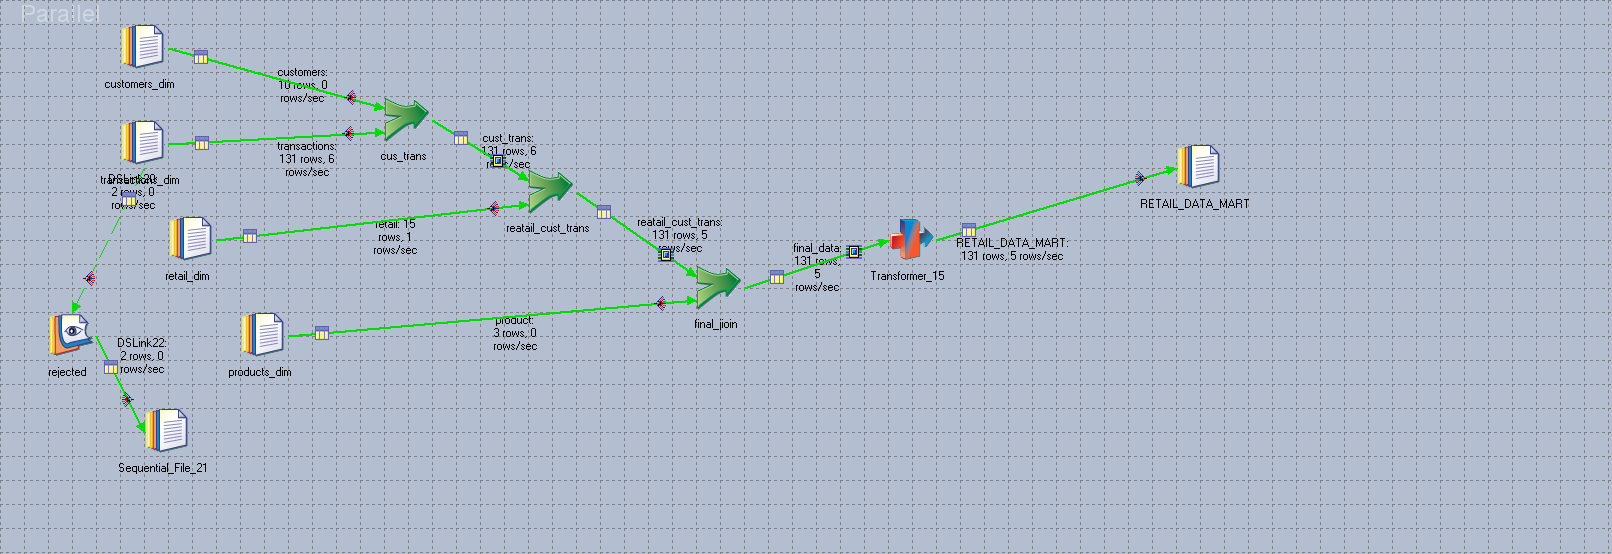 Parallel
customers_dim
customers:
10 rows, 0
rows/sec
transactions_dim
transactions:
131 rows, 6
rows/sec
cus_trans
DSLink20
2 rows, 0
rows/sec
cust_trans:
131 rows, 6
rows/sec
retail_dim
retail: 15
rows, 1
rows/sec
reatail_cust_trans
reatail_cust_trans:
131 rows, 5
rows/sec
rejected
DSLink22:
2 rows, 0
rows/sec
Sequential_File_21
products_dim
product:
3 rows, 0
rows/sec
final_jioin
final_data:
131 rows,
5
rows/sec
Transformer_15
RETAIL_DATA_MART:
131 rows, 5 rows/sec
RETAIL_DATA_MART